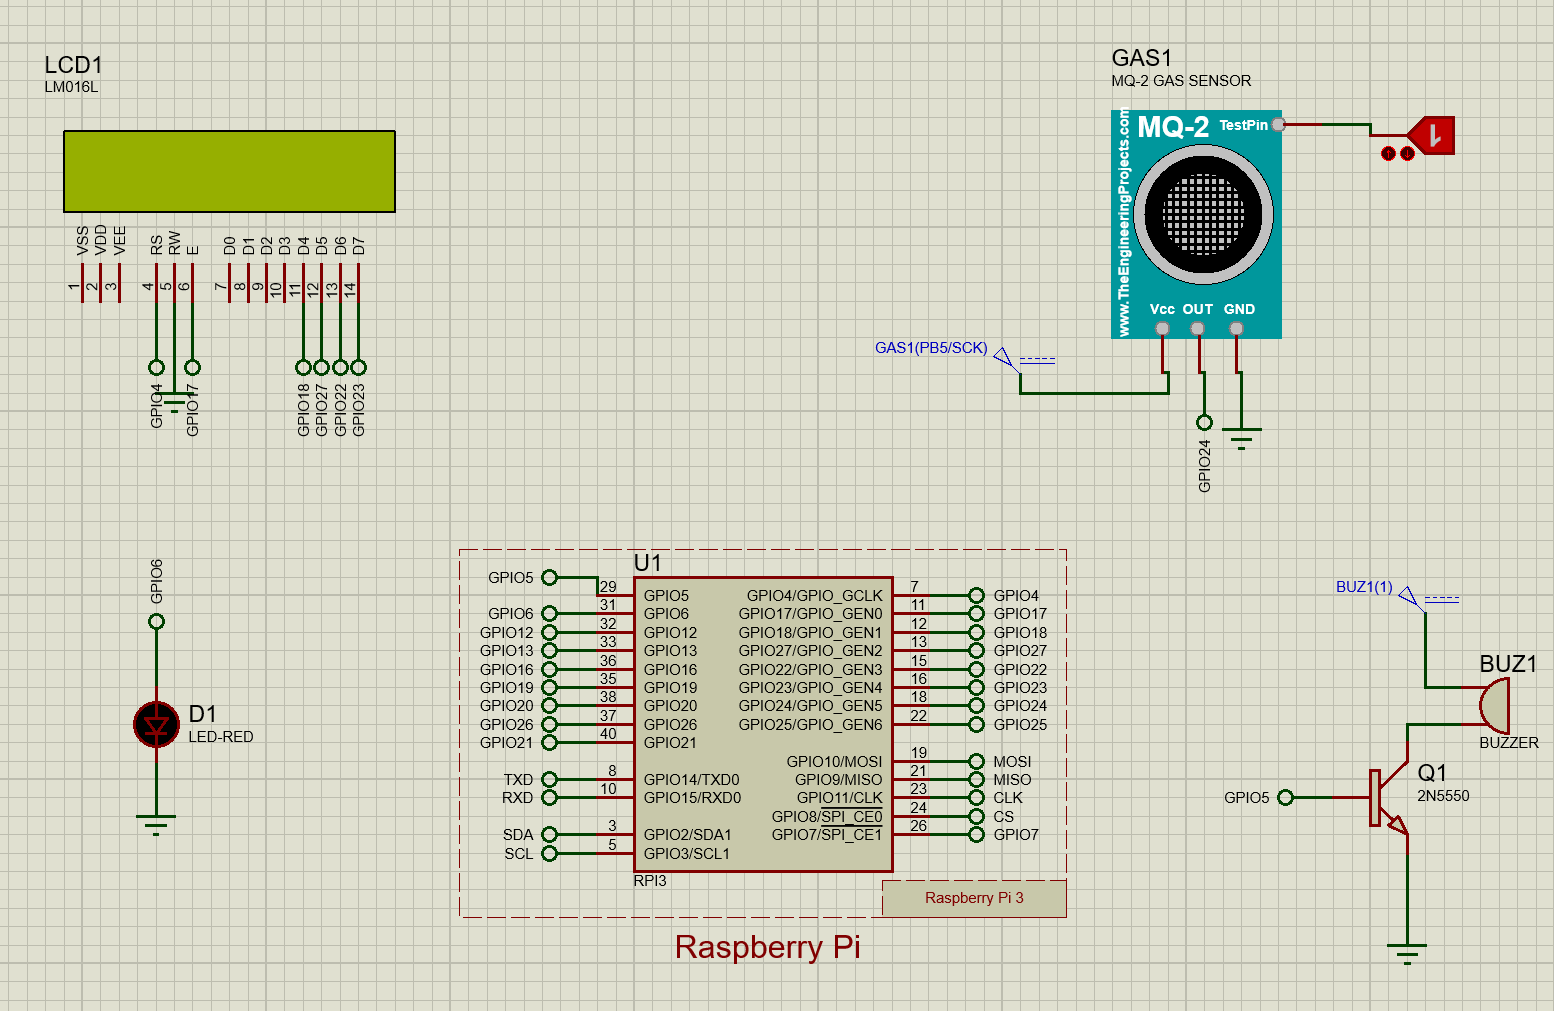 LCD1
LM016L
VSS
VDD
VEE
RS
RW
E
D0
D1
D2
D3
D4
D5
D6
D7
1
2
3
4
5
6
7
8
9
10
11
12
13
14
GPIO4
GPIO17
GPIO18
GPIO27
GPIO22
GPIO23
GAS1
MQ-2 GAS SENSOR
www.TheEngineeringProjects.com
MQ-2
TestPin
1
Vcc OUT GND
GAS1(PB5/SCK)
GPIO24
GPIO6
D1
LED-RED
U1
GPIO5 29 GPIO5
GPIO6 31 GPIO6
GPIO12 32 GPIO12
GPIO13 33 GPIO13
GPIO16 36 GPIO16
GPIO19 35 GPIO19
GPIO20 38 GPIO20
GPIO26 37 GPIO26
GPIO21 40 GPIO21
TXD 8 GPIO14/TXD0
RXD 10 GPIO15/RXD0
SDA 3 GPIO2/SDA1
SCL 5 GPIO3/SCL1
GPIO4/GPIO_GCLK 7 GPIO4
GPIO17/GPIO_GEN0 11 GPIO17
GPIO18/GPIO_GEN1 12 GPIO18
GPIO27/GPIO_GEN2 13 GPIO27
GPIO22/GPIO_GEN3 15 GPIO22
GPIO23/GPIO_GEN4 16 GPIO23
GPIO24/GPIO_GEN5 18 GPIO24
GPIO25/GPIO_GEN6 22 GPIO25
GPIO10/MOSI 19 MOSI
GPIO9/MISO 21 MISO
GPIO11/CLK 23 CLK
GPIO8/SPI_CE0 24 CS
GPIO7/SPI_CE1 26 GPIO7
RPI3
Raspberry Pi 3
Raspberry Pi
BUZ1(1)
BUZ1
BUZZER
Q1
2N5550
GPIO5